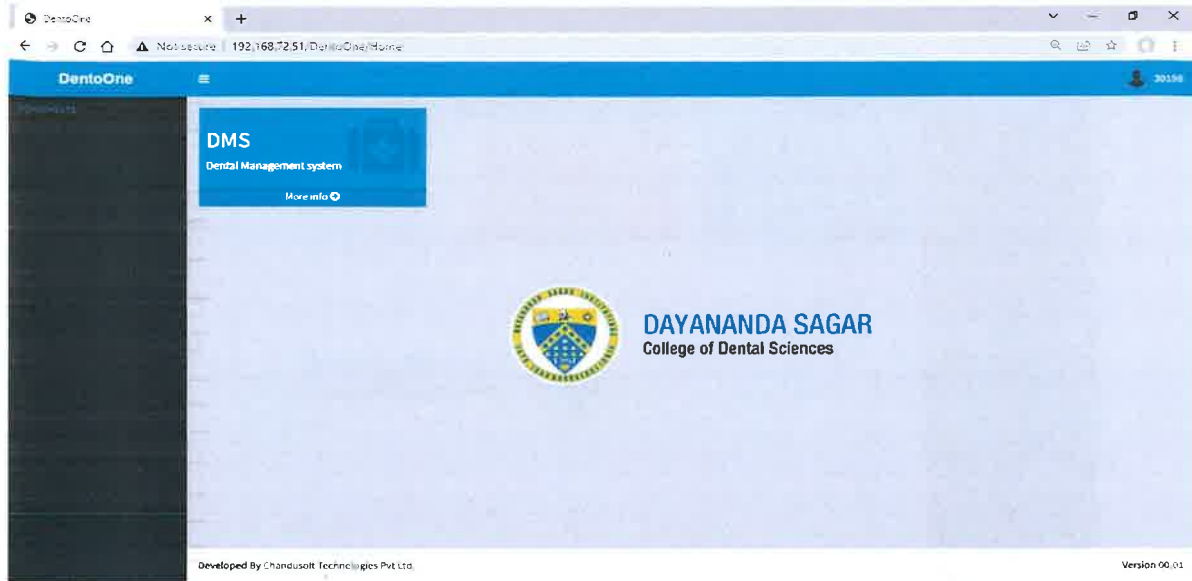 DentoOne
Not secure 192.168.72.51/DentoOne/Home
DentoOne
30198
DMS
Dental Management system
More info
DAYANANDA SAGAR
College of Dental Sciences
Developed By Chandusoft Technologies Pvt Ltd.
Version 00.01